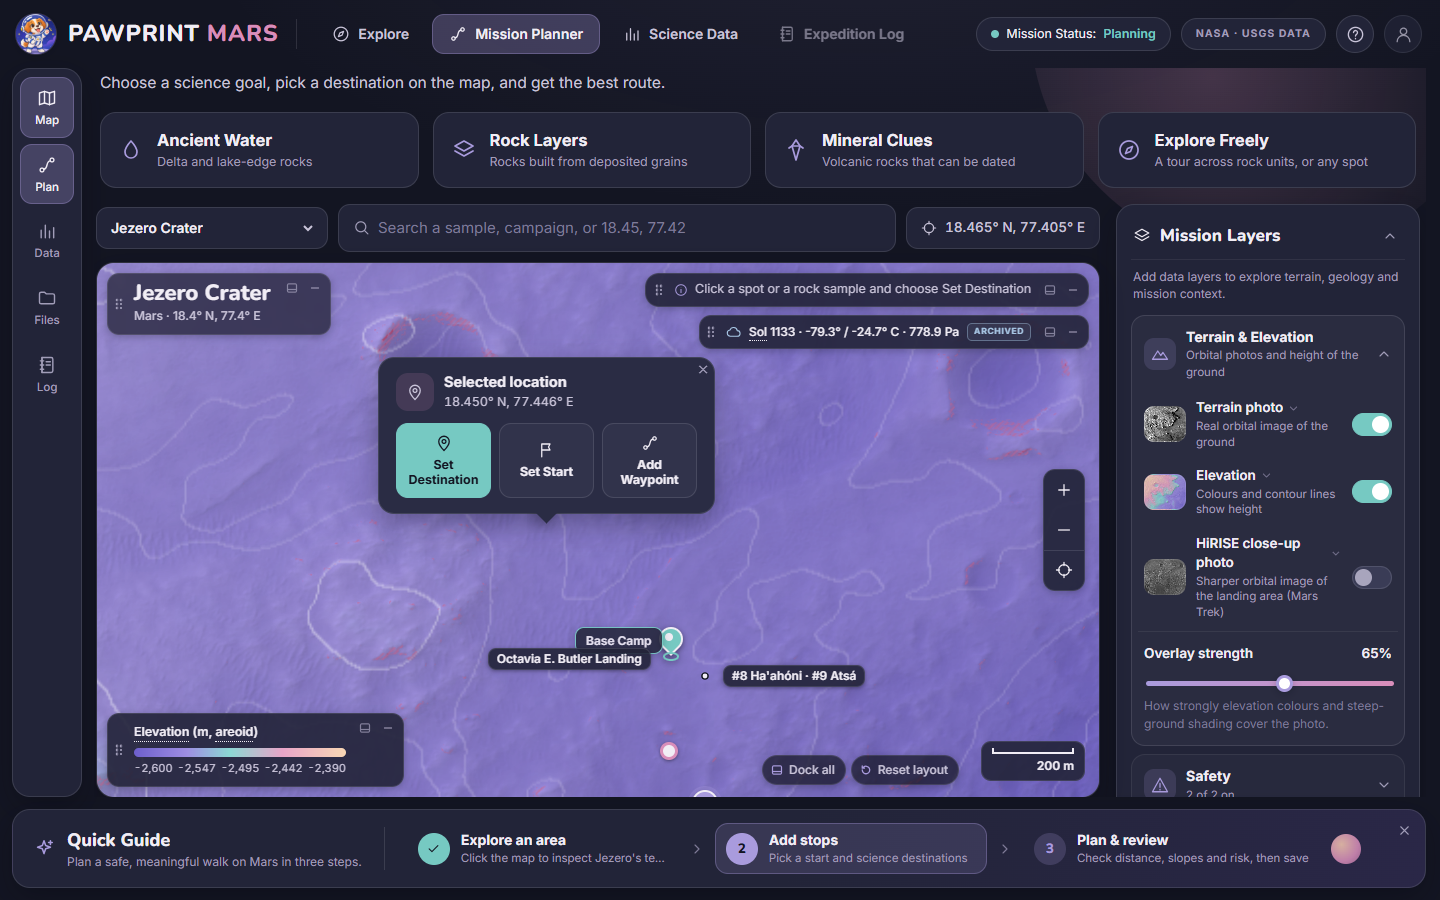 PAWPRINT MARS
Explore
Mission Planner
Science Data
Expedition Log
Mission Status: Planning
NASA · USGS DATA
Map
Plan
Data
Files
Log
Choose a science goal, pick a destination on the map, and get the best route.
Ancient Water
Delta and lake-edge rocks
Rock Layers
Rocks built from deposited grains
Mineral Clues
Volcanic rocks that can be dated
Explore Freely
A tour across rock units, or any spot
Jezero Crater
Search a sample, campaign, or 18.45, 77.42
18.465° N, 77.405° E
Jezero Crater
Mars · 18.4° N, 77.4° E
Click a spot or a rock sample and choose Set Destination
Sol 1133 · -79.3° / -24.7° C · 778.9 Pa ARCHIVED
Selected location
18.450° N, 77.446° E
Set
Destination
Set Start
Add
Waypoint
Base Camp
Octavia E. Butler Landing
#8 Ha'ahóni · #9 Atsá
Elevation (m, areoid)
-2,600 -2,547 -2,495 -2,442 -2,390
Dock all
Reset layout
200 m
Mission Layers
Add data layers to explore terrain, geology and
mission context.
Terrain & Elevation
Orbital photos and height of the
ground
Terrain photo
Real orbital image of the
ground
Elevation
Colours and contour lines
show height
HiRISE close-up
photo
Sharper orbital image of
the landing area (Mars
Trek)
Overlay strength 65%
How strongly elevation colours and steep-
ground shading cover the photo.
Safety
2 of 2 on
Quick Guide
Plan a safe, meaningful walk on Mars in three steps.
Explore an area
Click the map to inspect Jezero's te...
2
Add stops
Pick a start and science destinations
3
Plan & review
Check distance, slopes and risk, then save